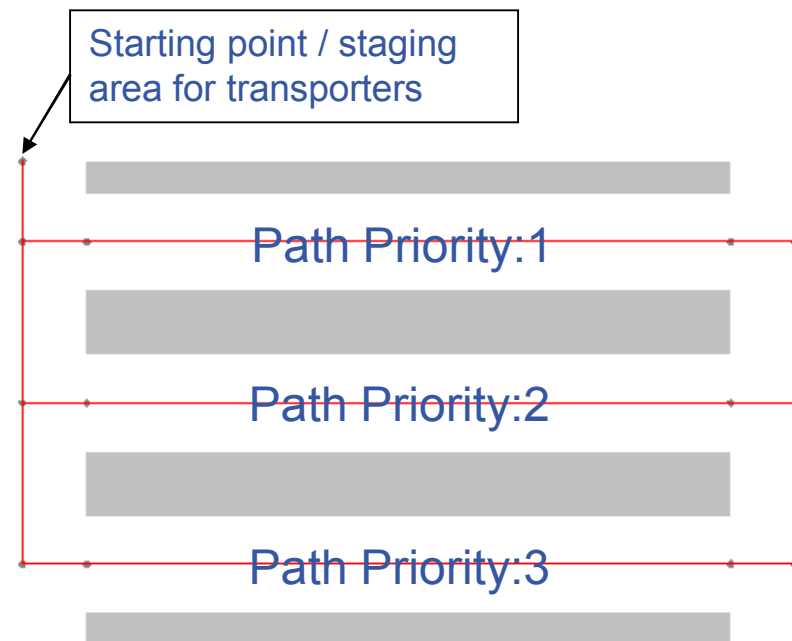 Starting point / staging
area for transporters
Path Priority:1
Path Priority:2
Path Priority:3